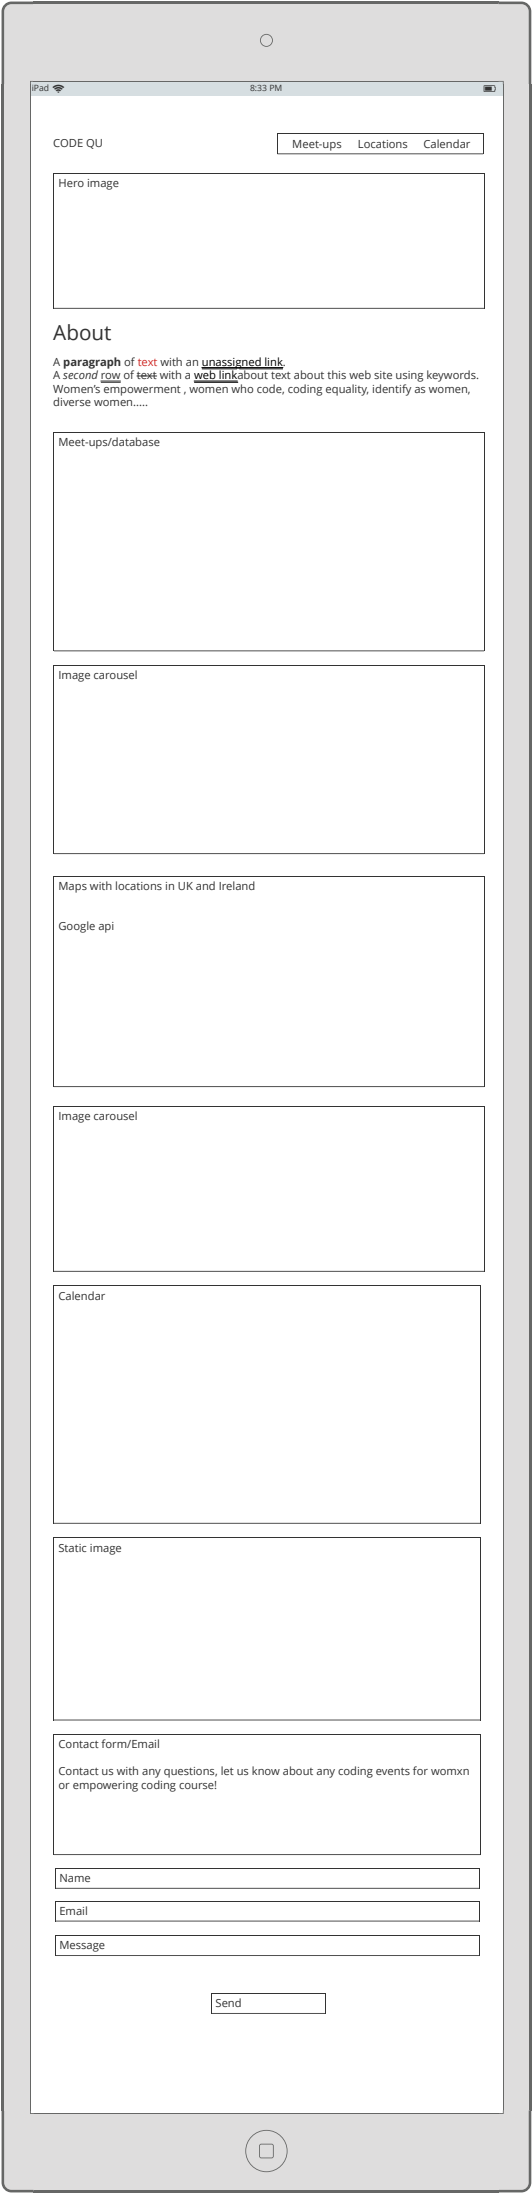 iPad 8:33 PM
CODE QU Meet-ups Locations Calendar
Hero image
About
A paragraph of text with an unassigned link.
A second row of text with a web linkabout text about this web site using keywords.
Women's empowerment , women who code, coding equality, identify as women,
diverse women.....
Meet-ups/database
Image carousel
Maps with locations in UK and Ireland
Google api
Image carousel
Calendar
Static image
Contact form/Email
Contact us with any questions, let us know about any coding events for womxn
or empowering coding course!
Name
Email
Message
Send